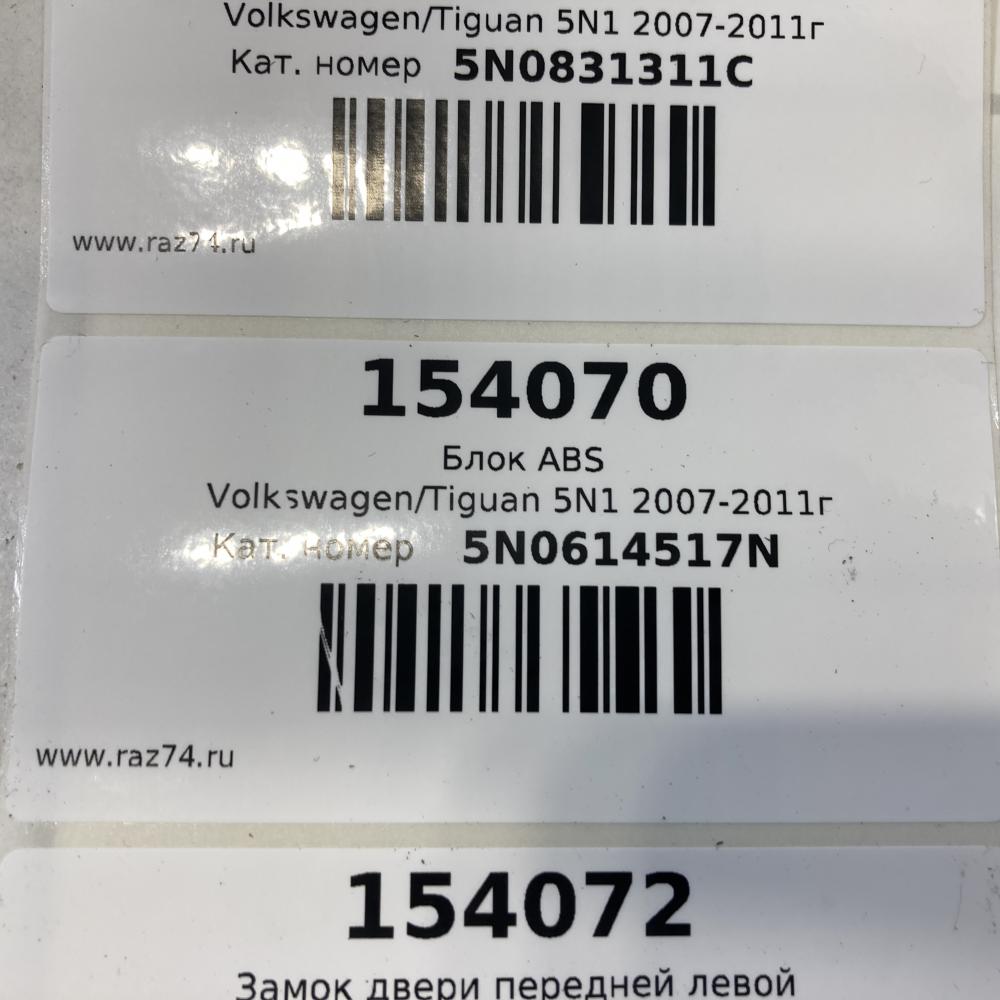 Volkswagen/Tiguan 5N1 2007-2011г
Кат. номер 5N0831311C
www.raz74.ru
154070
Блок ABS
Volkswagen/Tiguan 5N1 2007-2011г
Кат. номер 5N0614517N
www.raz74.ru
154072
Замок двери передней левой